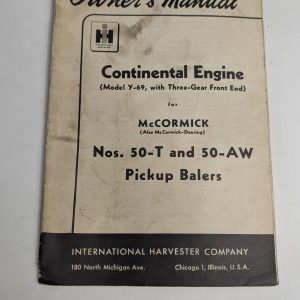 Owner's Manual
IH
Continental Engine
(Model Y-69, with Three-Gear Front End)
for
McCORMICK
(Also McCormick-Deering)
Nos. 50-T and 50-AW
Pickup Balers
INTERNATIONAL HARVESTER COMPANY
180 North Michigan Ave. Chicago 1, Illinois, U.S.A.